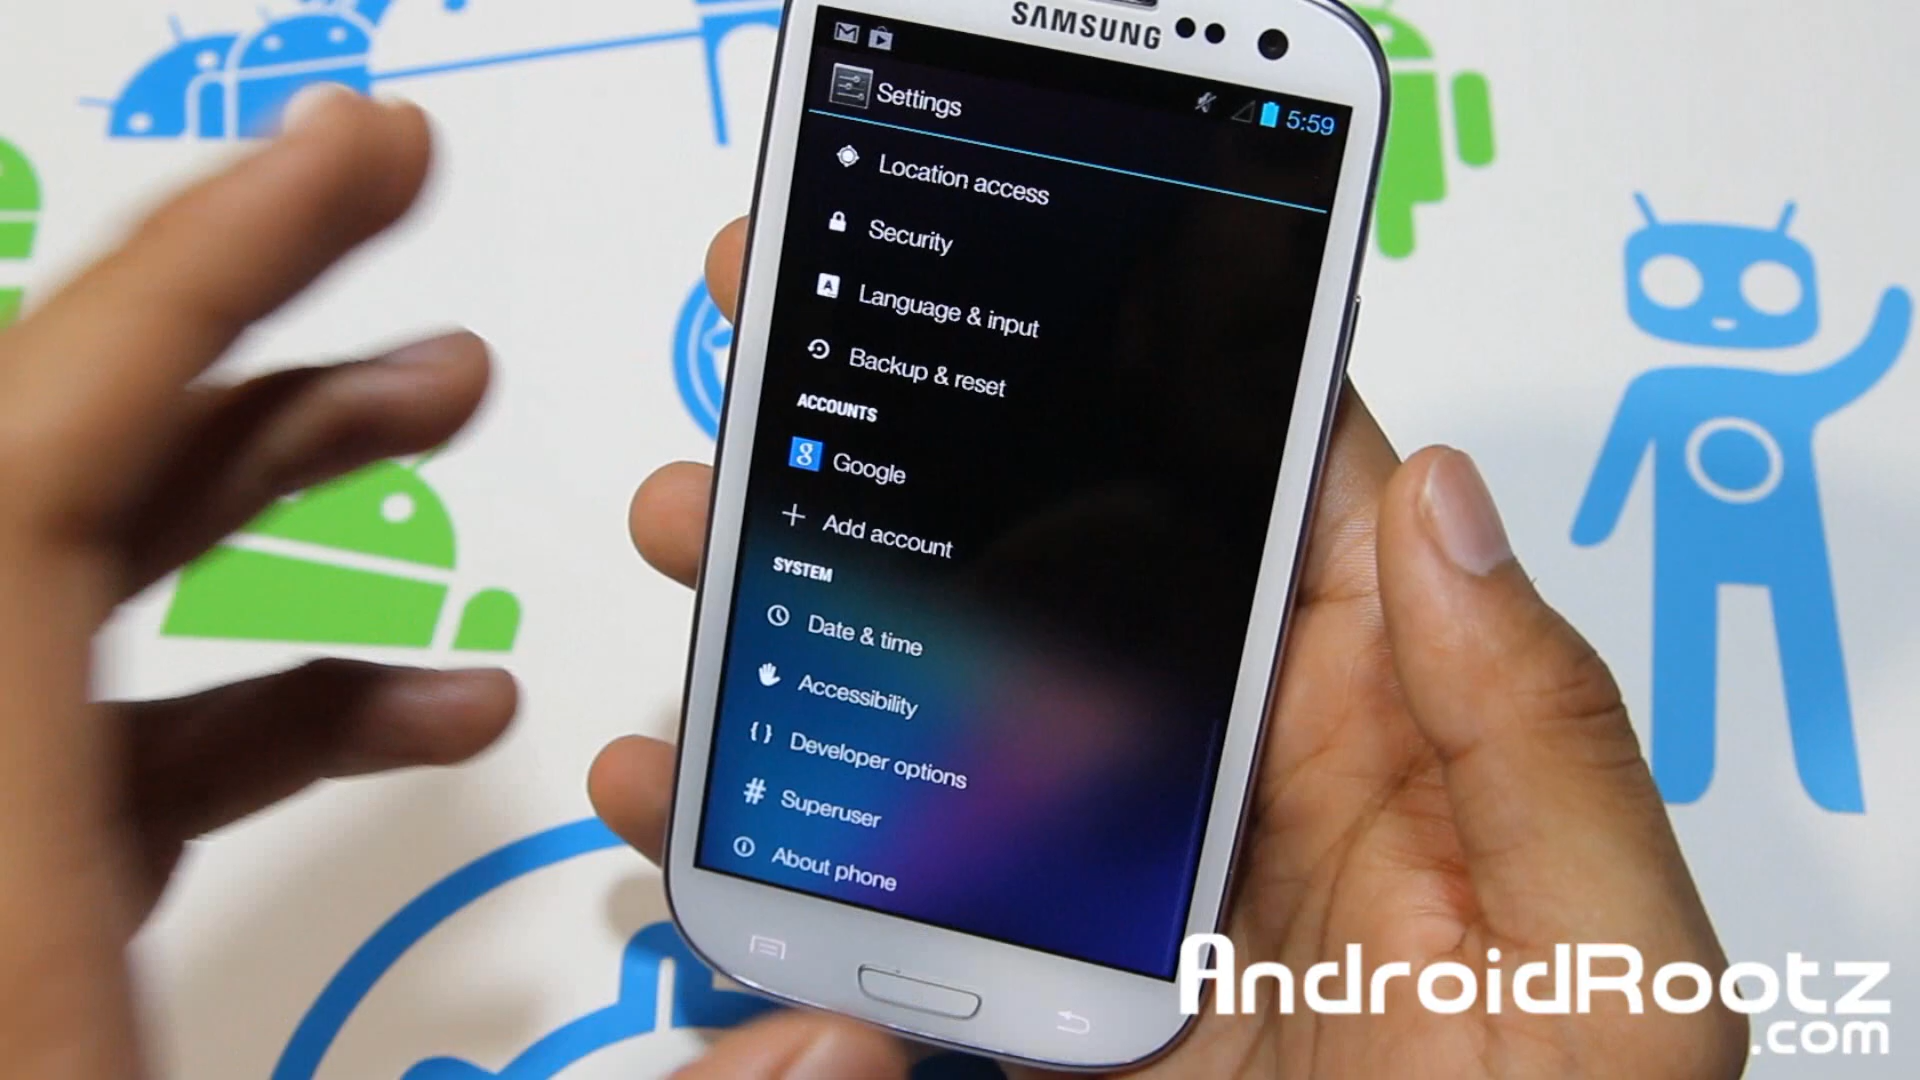 SAMSUNG
5:59
Settings
Location access
Security
A
Language & input
Backup & reset
ACCOUNTS
g
Google
Add account
SYSTEM
Date & time
Accessibility
{ } Developer options
# Superuser
About phone
AndroidRootz
.com